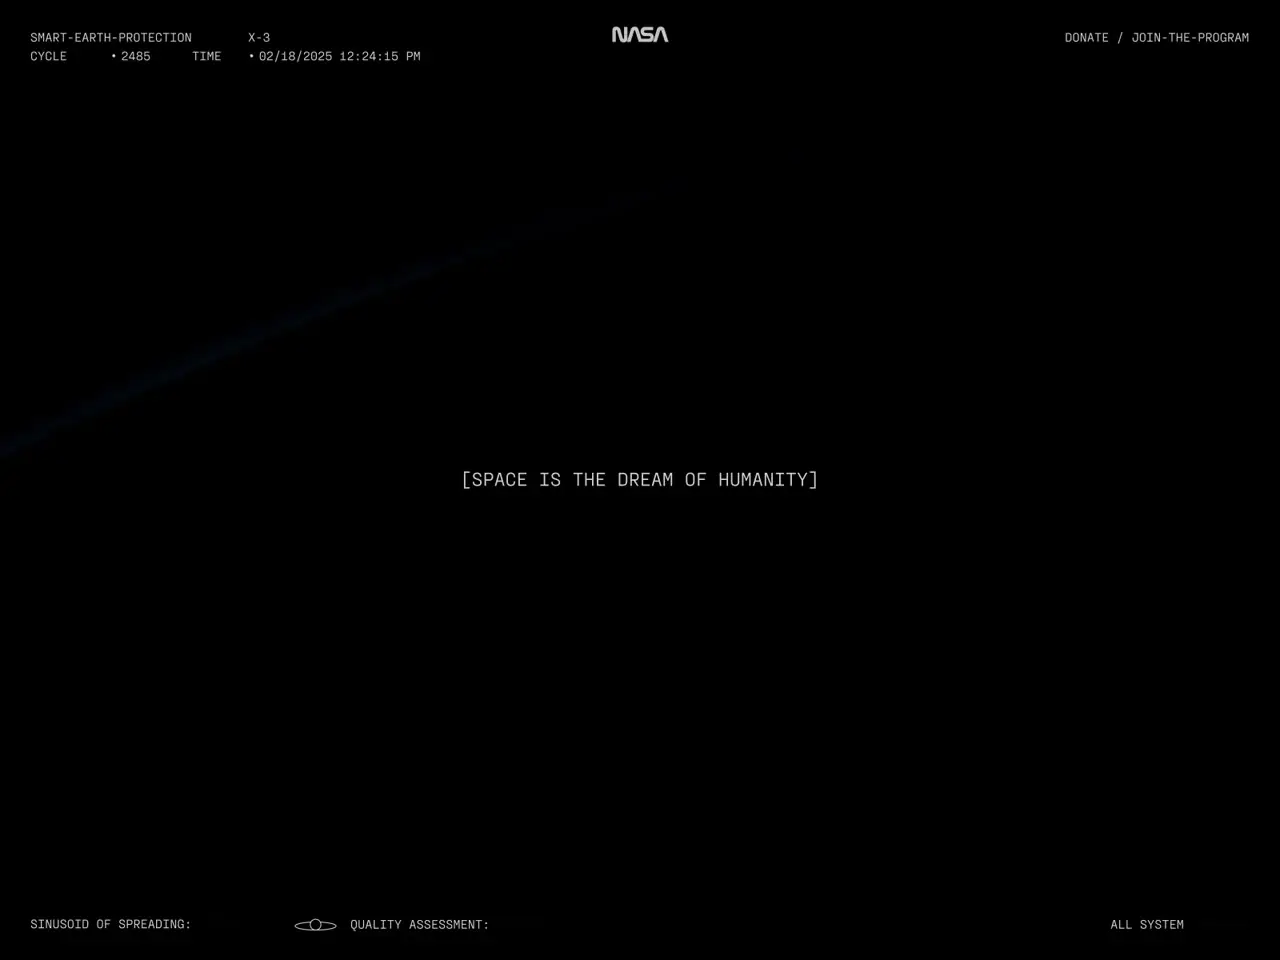 SMART-EARTH-PROTECTION X-3
CYCLE • 2485 TIME • 02/18/2025 12:24:15 PM
NASA
DONATE / JOIN-THE-PROGRAM
[SPACE IS THE DREAM OF HUMANITY]
SINUSOID OF SPREADING:
QUALITY ASSESSMENT:
ALL SYSTEM